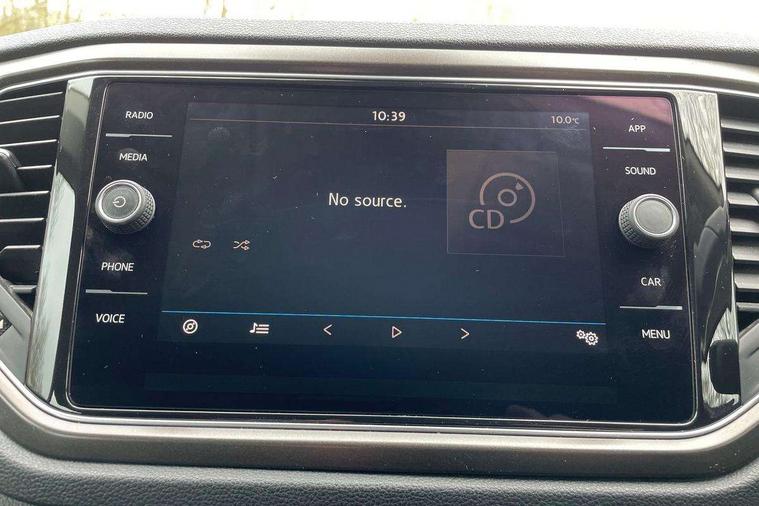 RADIO
MEDIA
PHONE
VOICE
10:39
10.0°C
No source.
CD
APP
SOUND
CAR
MENU